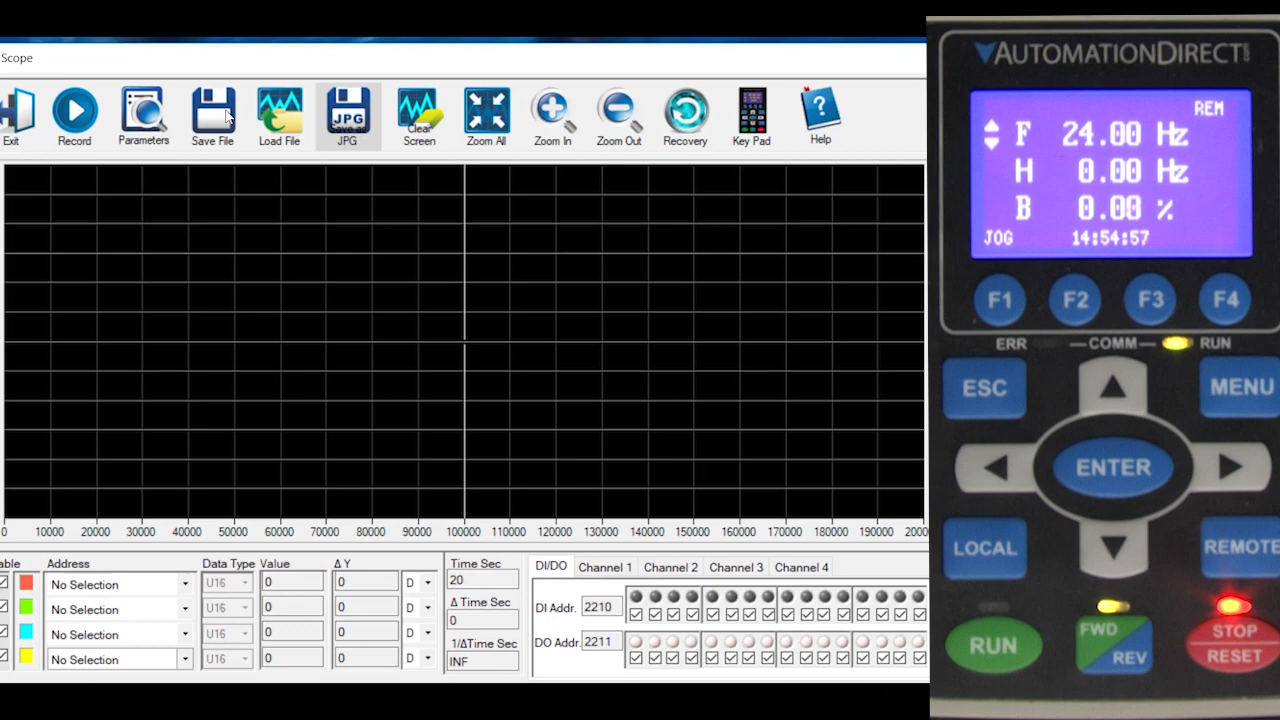 Scope
Exit
Record
Parameters
Save File
Load File
JPG
Save as
JPG
Clear
Screen
Zoom All
Zoom In
Zoom Out
Recovery
Key Pad
?
Help
0 10000 20000 30000 40000 50000 60000 70000 80000 90000 100000 110000 120000 130000 140000 150000 160000 170000 180000 190000 2000
able Address Data Type Value Δ Y
No Selection U16 0 0 D
No Selection U16 0 0 D
No Selection U16 0 0 D
No Selection U16 0 0 D
Time Sec
20
Δ Time Sec
0
1/ΔTime Sec
INF
DI/DO Channel 1 Channel 2 Channel 3 Channel 4
DI Addr. 2210
DO Addr. 2211
AUTOMATIONDIRECT
REM
F 24.00 Hz
H 0.00 Hz
B 0.00 %
JOG 14:54:57
F1 F2 F3 F4
ERR COMM RUN
ESC MENU
ENTER
LOCAL REMOTE
RUN
FWD
REV
STOP
RESET